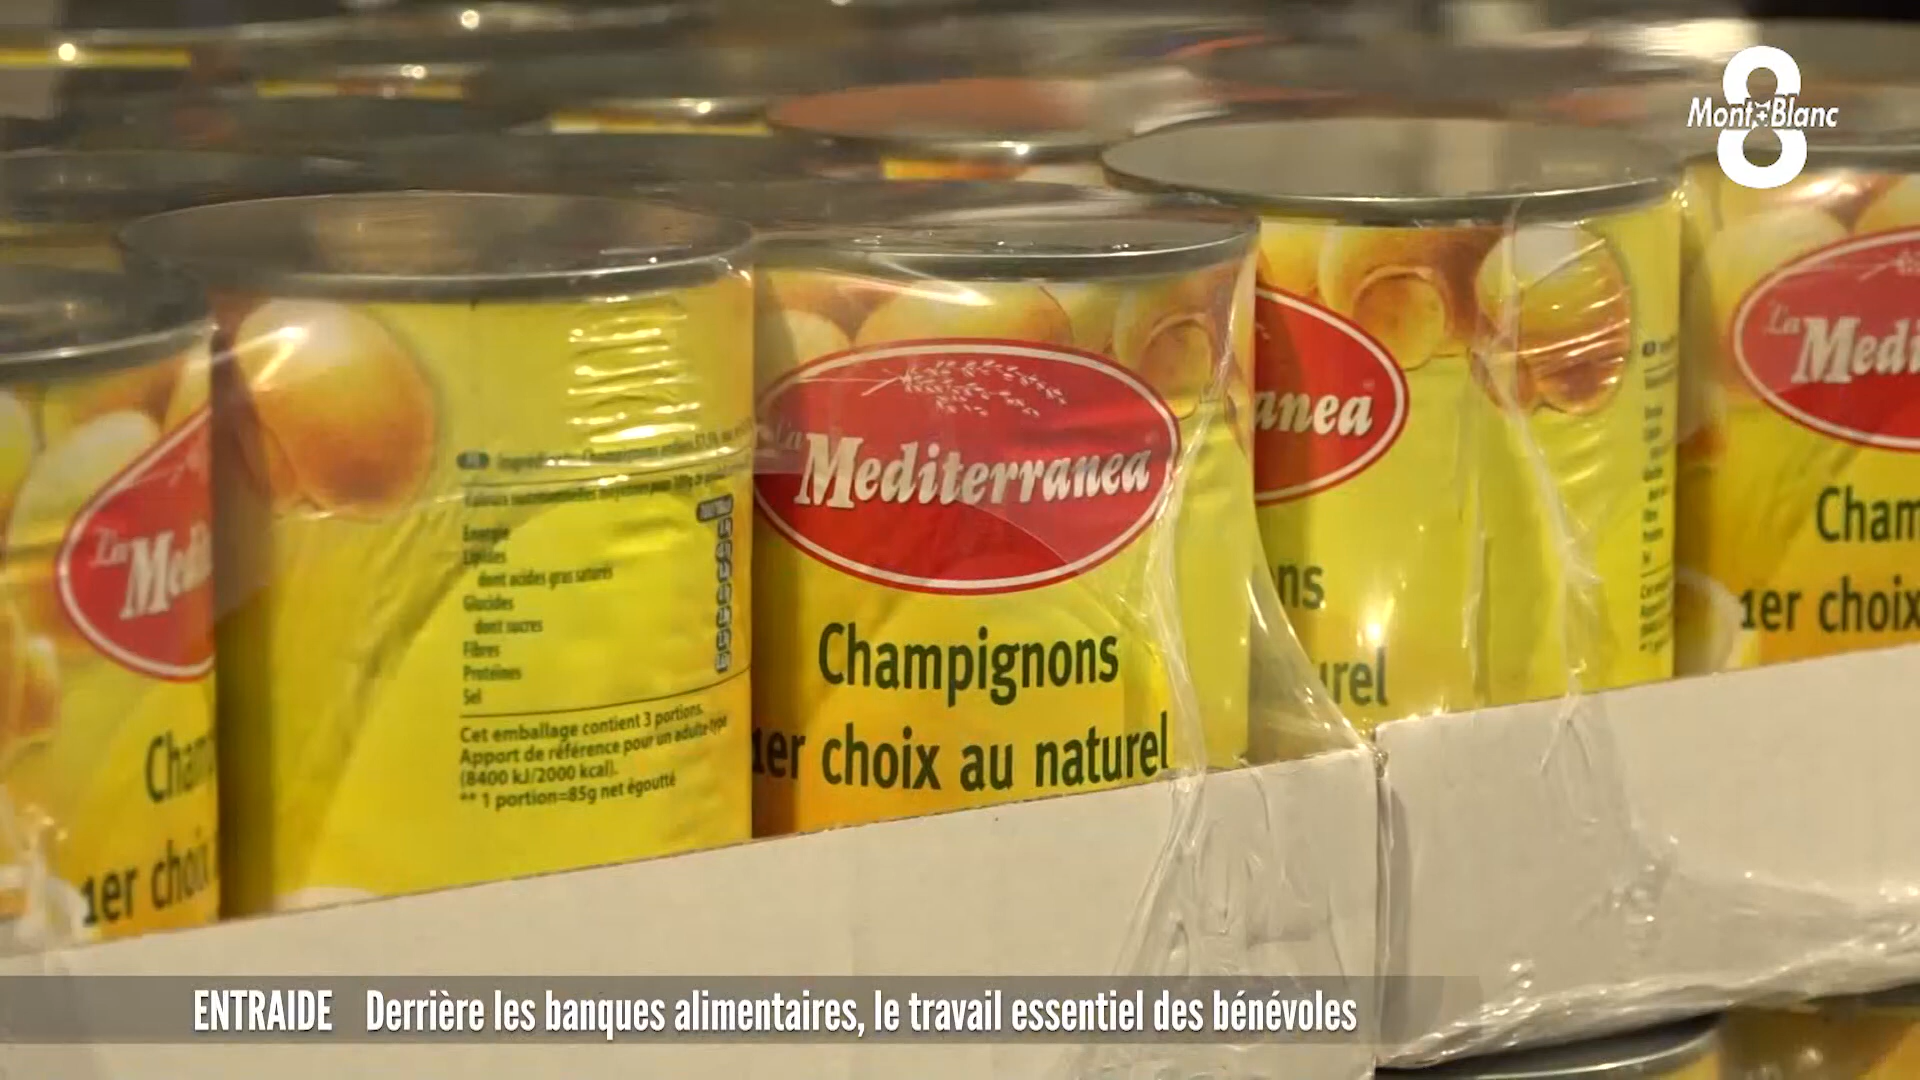 8
Mont Blanc
La Mediterranea
Champignons
1er choix au naturel
La Medi
Cham
1er choix
anea
ns
urel
La Medi
Cham
1er choix
Energie
Lipides
dont acides gras saturés
Glucides
dont sucres
Fibres
Protéines
Sel
Cet emballage contient 3 portions.
Apport de référence pour un adulte-type
(8400 kJ/2000 kcal).
** 1 portion=85g net égoutté
ENTRAIDE Derrière les banques alimentaires, le travail essentiel des bénévoles